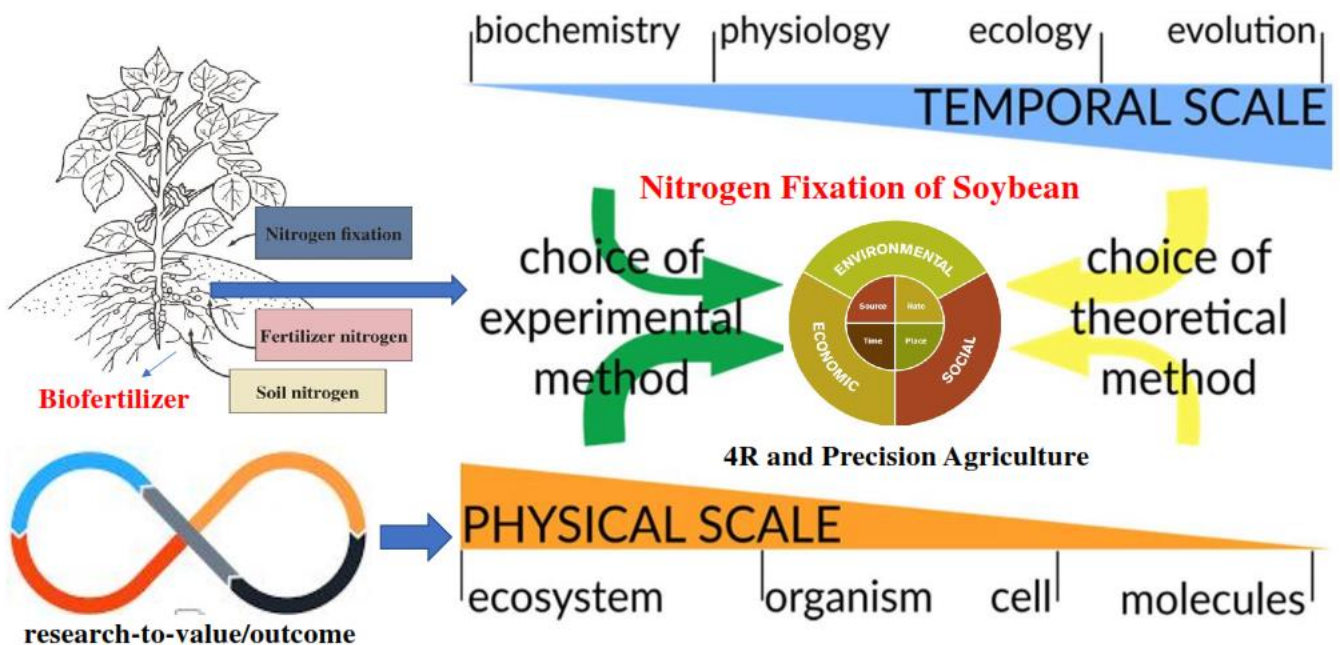 biochemistry physiology ecology evolution
TEMPORAL SCALE
Nitrogen Fixation of Soybean
Nitrogen fixation
Fertilizer nitrogen
Soil nitrogen
Biofertilizer
choice of
experimental
method
ENVIRONMENTAL
ECONOMIC
SOCIAL
Source Rate
Time Place
choice of
theoretical
method
4R and Precision Agriculture
PHYSICAL SCALE
ecosystem organism cell molecules
research-to-value/outcome